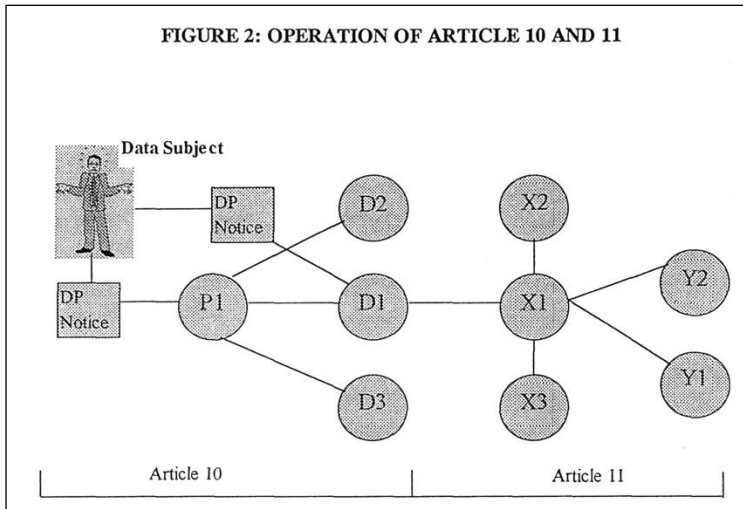 FIGURE 2: OPERATION OF ARTICLE 10 AND 11
Data Subject
DP
Notice
D2
X2
DP
Notice
P1
D1
X1
Y2
D3
X3
Y1
Article 10
Article 11